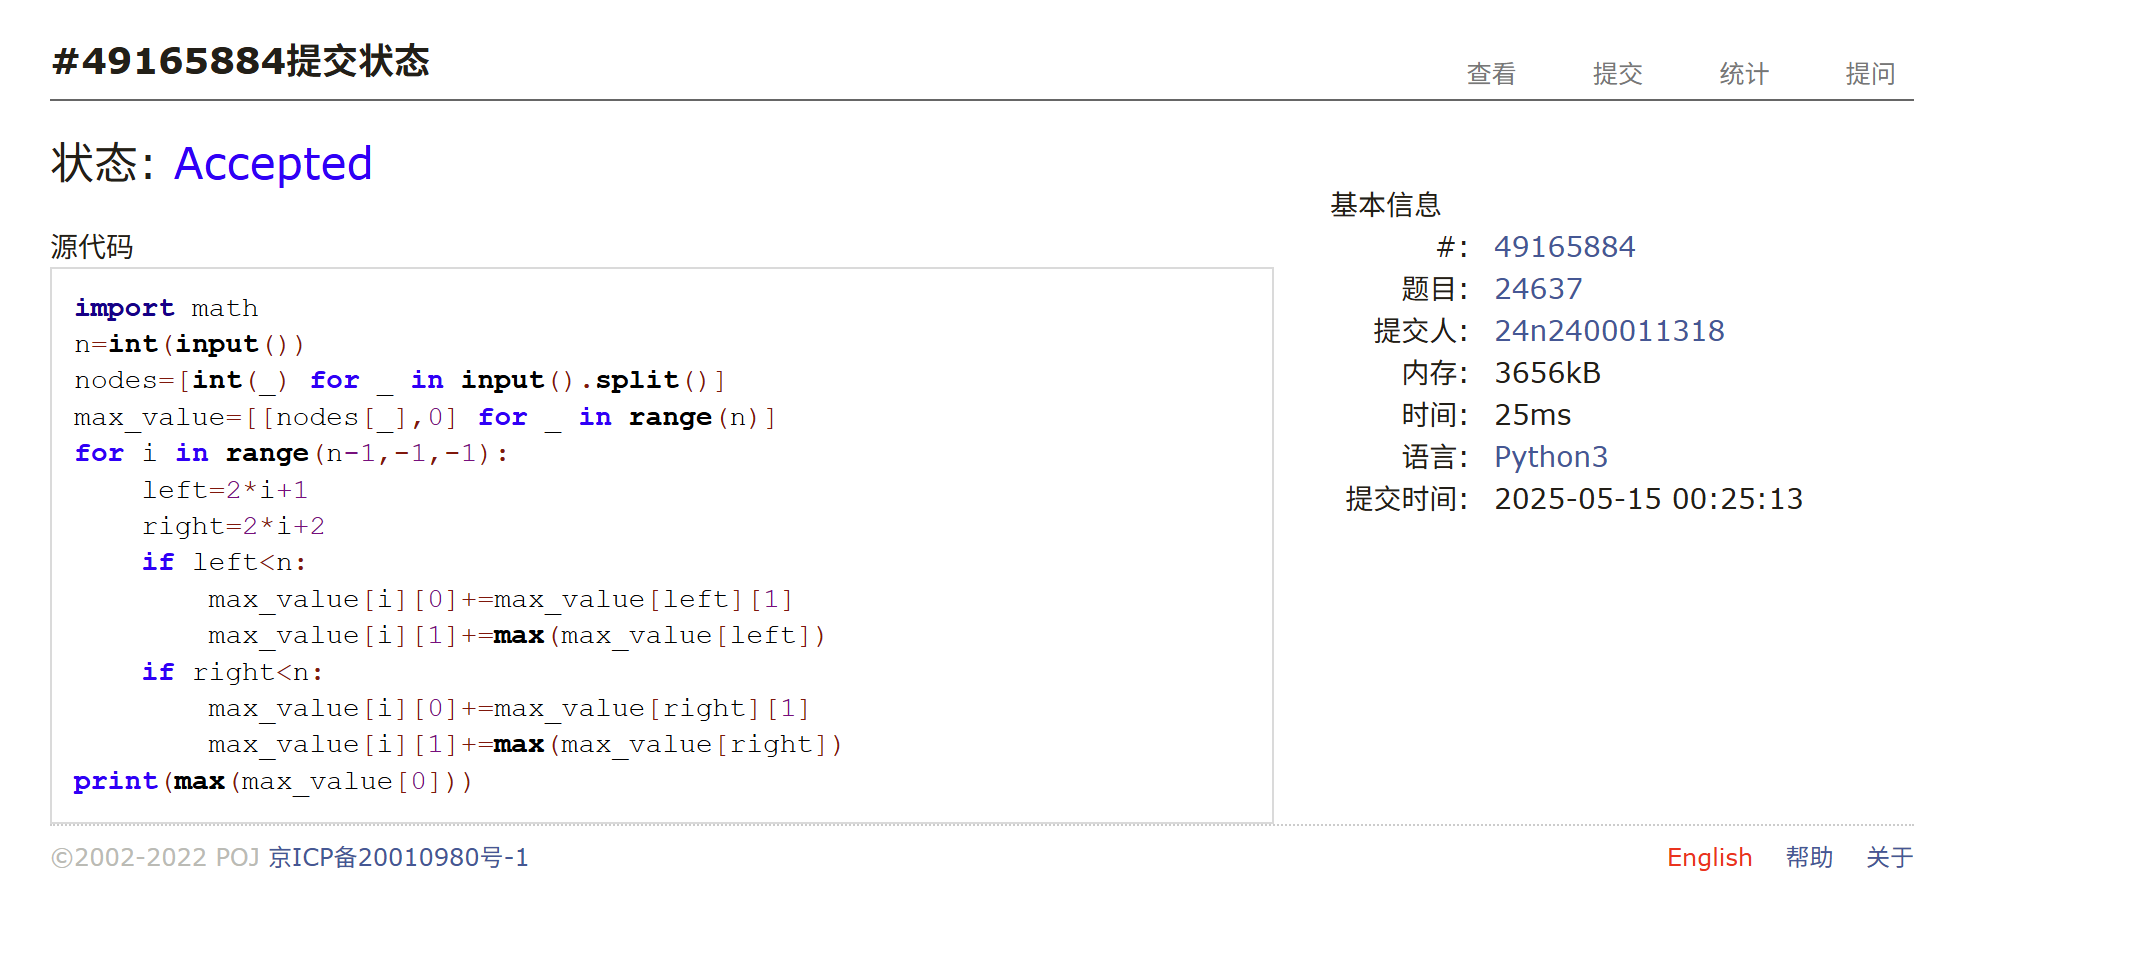 #49165884提交状态
查看 提交 统计 提问
状态: Accepted
源代码
import math
n=int(input())
nodes=[int(_) for _ in input().split()]
max_value=[[nodes[_],0] for _ in range(n)]
for i in range(n-1,-1,-1):
    left=2*i+1
    right=2*i+2
    if left<n:
        max_value[i][0]+=max_value[left][1]
        max_value[i][1]+=max(max_value[left])
    if right<n:
        max_value[i][0]+=max_value[right][1]
        max_value[i][1]+=max(max_value[right])
print(max(max_value[0]))
基本信息
#: 49165884
题目: 24637
提交人: 24n2400011318
内存: 3656kB
时间: 25ms
语言: Python3
提交时间: 2025-05-15 00:25:13
©2002-2022 POJ 京ICP备20010980号-1
English 帮助 关于